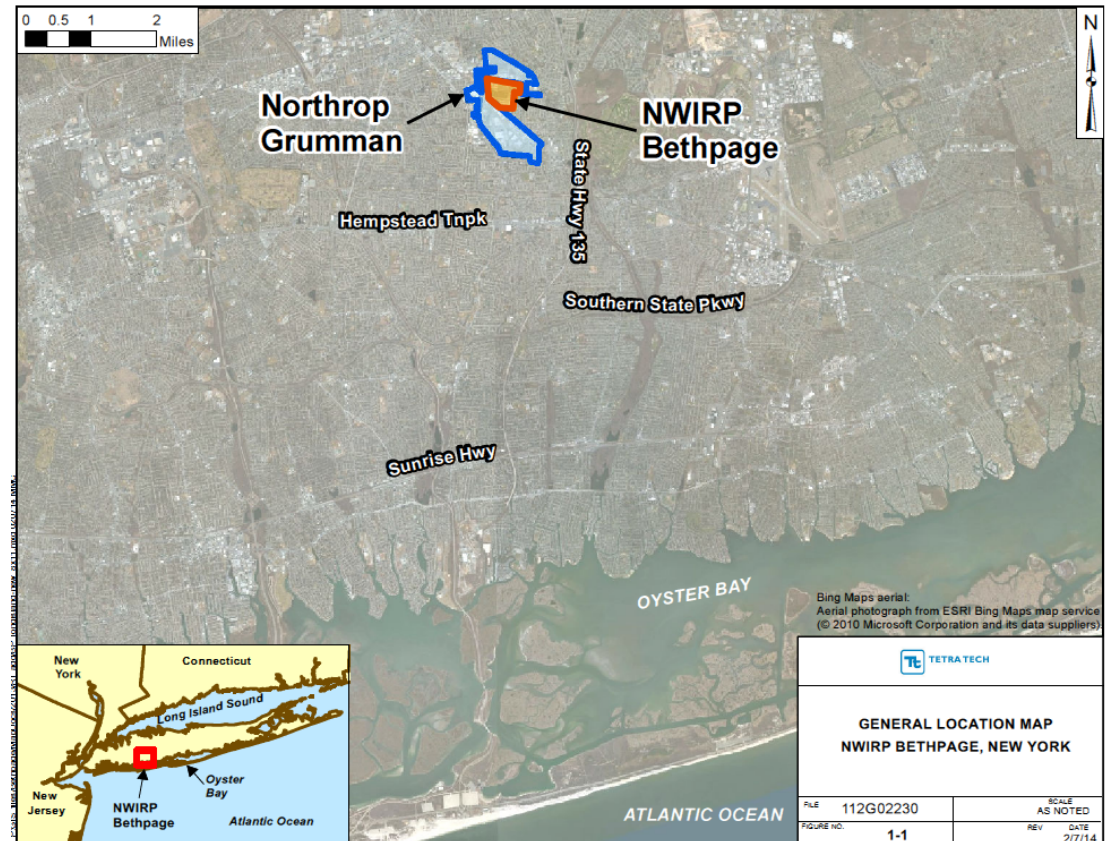 0 0.5 1 2
Miles
N
Northrop
Grumman
NWIRP
Bethpage
State Hwy 135
Hempstead Tnpk
Southern State Pkwy
Sunrise Hwy
OYSTER BAY
Bing Maps aerial:
Aerial photograph from ESRI Bing Maps map service
(© 2010 Microsoft Corporation and its data suppliers)
ATLANTIC OCEAN
New
York
Connecticut
Long Island Sound
Oyster
Bay
New
Jersey
NWIRP
Bethpage
Atlantic Ocean
Tt TETRA TECH
GENERAL LOCATION MAP
NWIRP BETHPAGE, NEW YORK
FILE 112G02230
SCALE
AS NOTED
FIGURE NO.
1-1
REV DATE
2/7/14